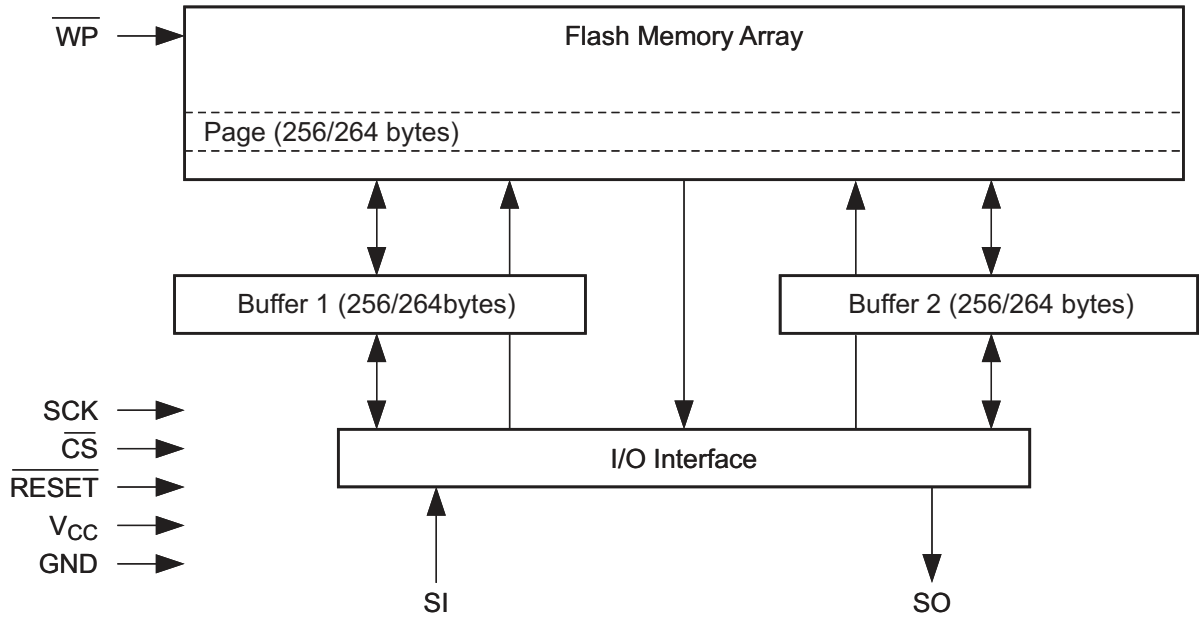 WP
Flash Memory Array
Page (256/264 bytes)
Buffer 1 (256/264bytes)
Buffer 2 (256/264 bytes)
SCK
CS
RESET
VCC
GND
I/O Interface
SI
SO